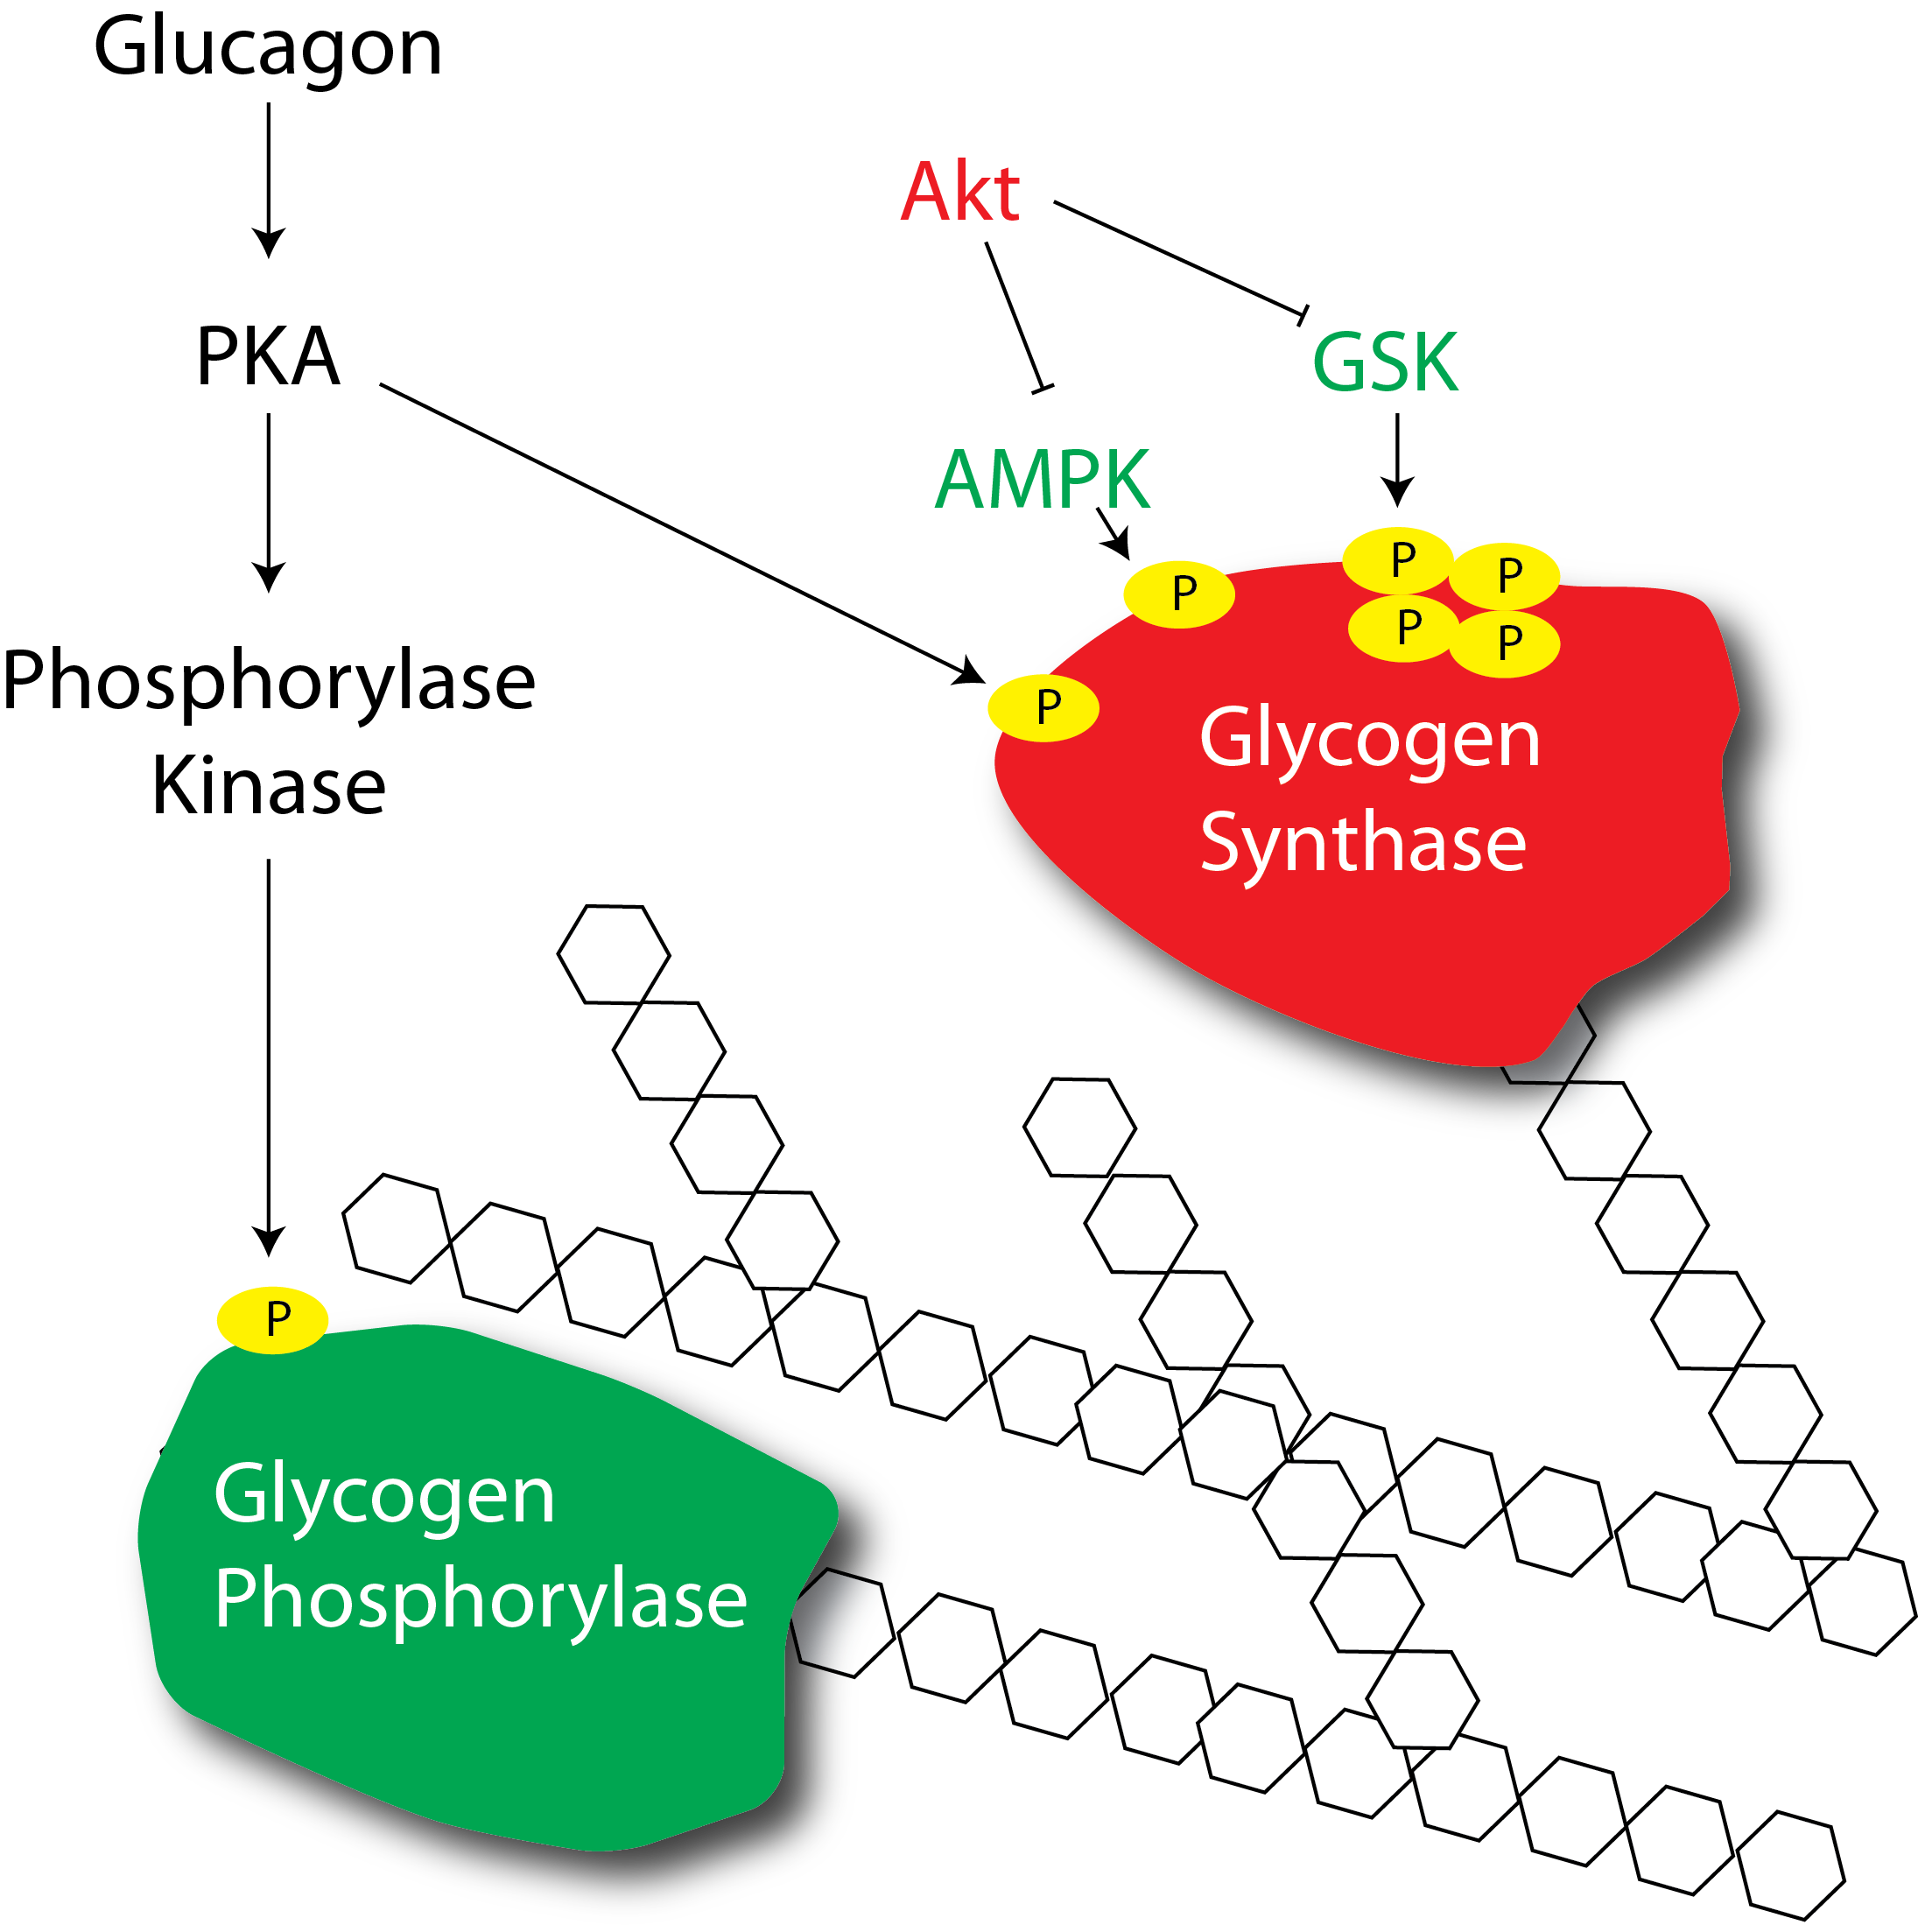 Glucagon
Akt
PKA
GSK
AMPK
P
P
P
P
P
P
Phosphorylase
Kinase
Glycogen
Synthase
P
Glycogen
Phosphorylase